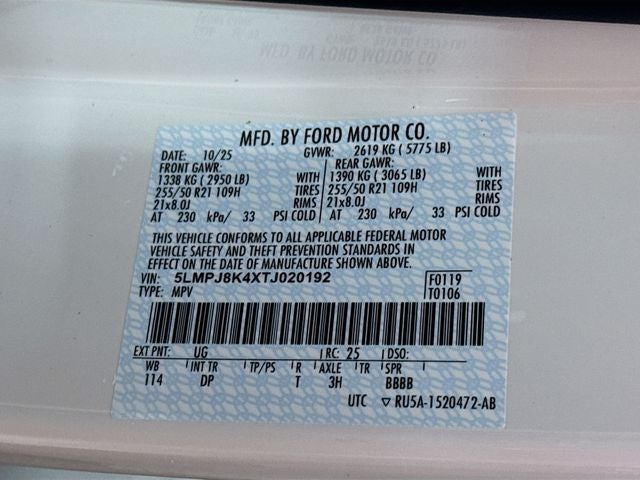 MFD. BY FORD MOTOR CO.
DATE: 10/25 GVWR: 2619 KG ( 5775 LB)
FRONT GAWR: REAR GAWR:
1338 KG ( 2950 LB) WITH 1390 KG ( 3065 LB) WITH
255/50 R21 109H TIRES 255/50 R21 109H TIRES
21x8.0J RIMS 21x8.0J RIMS
AT 230 kPa/ 33 PSI COLD AT 230 kPa/ 33 PSI COLD
THIS VEHICLE CONFORMS TO ALL APPLICABLE FEDERAL MOTOR
VEHICLE SAFETY AND THEFT PREVENTION STANDARDS IN
EFFECT ON THE DATE OF MANUFACTURE SHOWN ABOVE.
VIN: 5LMPJ8K4XTJ020192 F0119
TYPE: MPV T0106
EXT PNT: UG RC: 25 DSO:
WB INT TR TP/PS R AXLE TR SPR
114 DP T 3H BBBB
UTC ▽ RU5A-1520472-AB